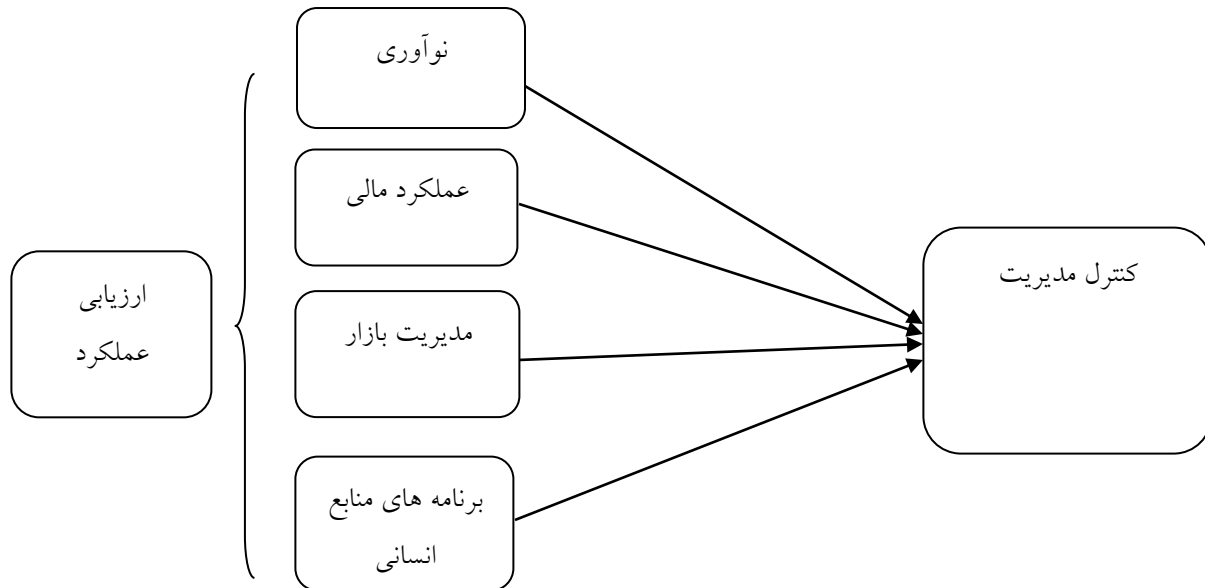 نوآوری
عملکرد مالی
کنترل مدیریت
ارزیابی
عملکرد
مدیریت بازار
برنامه های منابع
انسانی